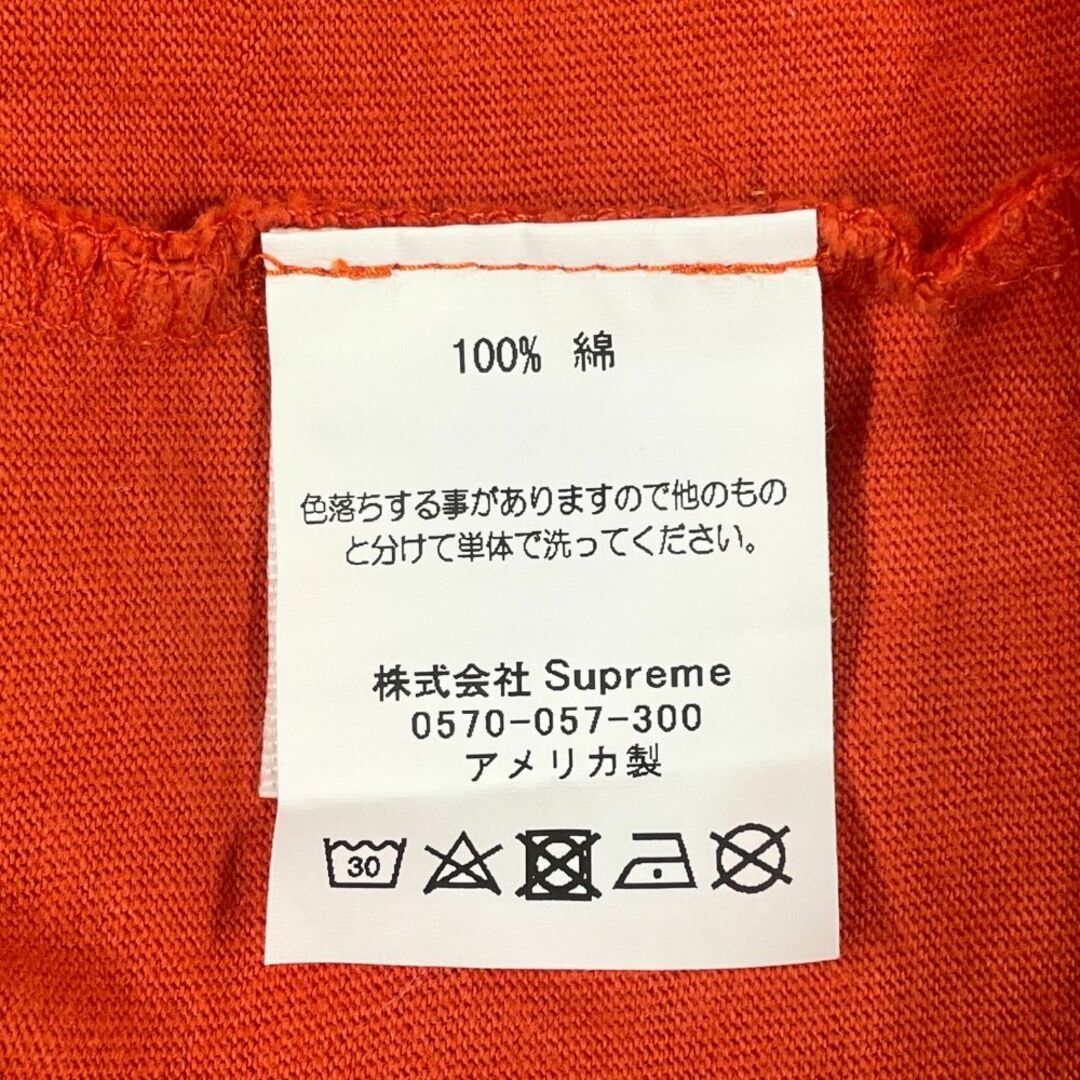 100% 綿
色落ちする事がありますので他のもの
と分けて単体で洗ってください。
株式会社 Supreme
0570-057-300
アメリカ製
30